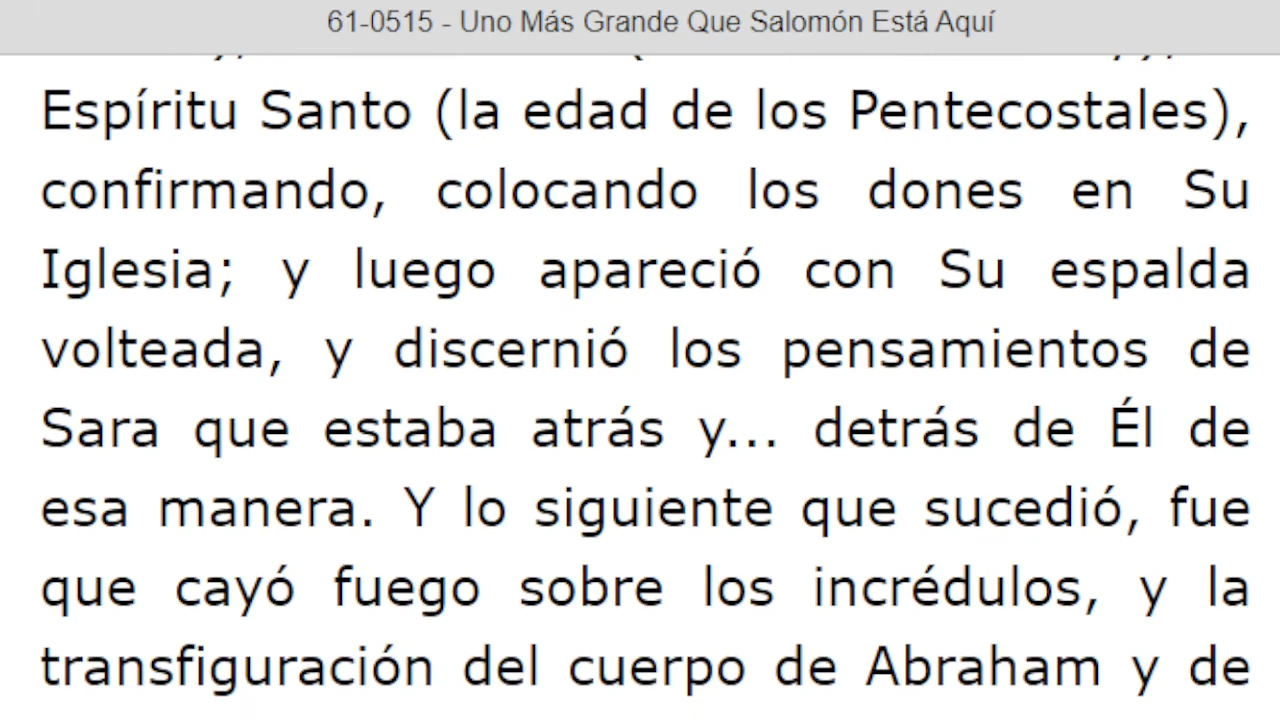 61-0515 - Uno Más Grande Que Salomón Está Aquí
Espíritu Santo (la edad de los Pentecostales),
confirmando, colocando los dones en Su
Iglesia; y luego apareció con Su espalda
volteada, y discernió los pensamientos de
Sara que estaba atrás y... detrás de Él de
esa manera. Y lo siguiente que sucedió, fue
que cayó fuego sobre los incrédulos, y la
transfiguración del cuerpo de Abraham y de